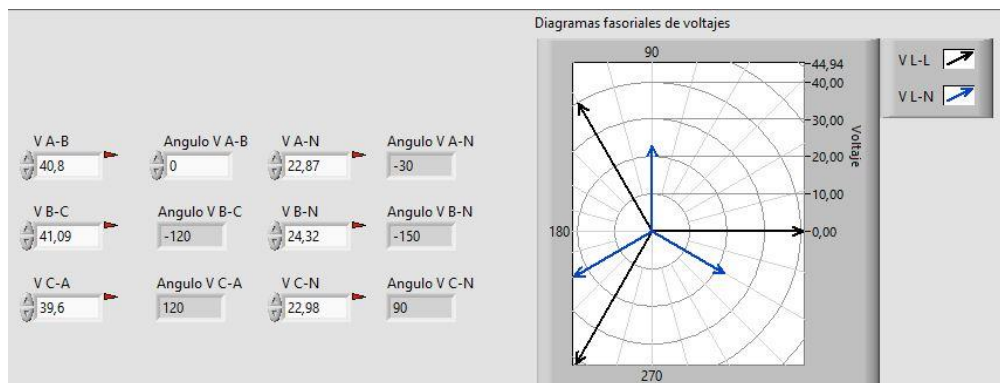 Diagramas fasoriales de voltajes
90
44,94
40,00
30,00
20,00
10,00
0,00
Voltaje
180
270
V L-L
V L-N
V A-B
Angulo V A-B
V A-N
Angulo V A-N
40,8
0
22,87
-30
V B-C
Angulo V B-C
V B-N
Angulo V B-N
41,09
-120
24,32
-150
V C-A
Angulo V C-A
V C-N
Angulo V C-N
39,6
120
22,98
90